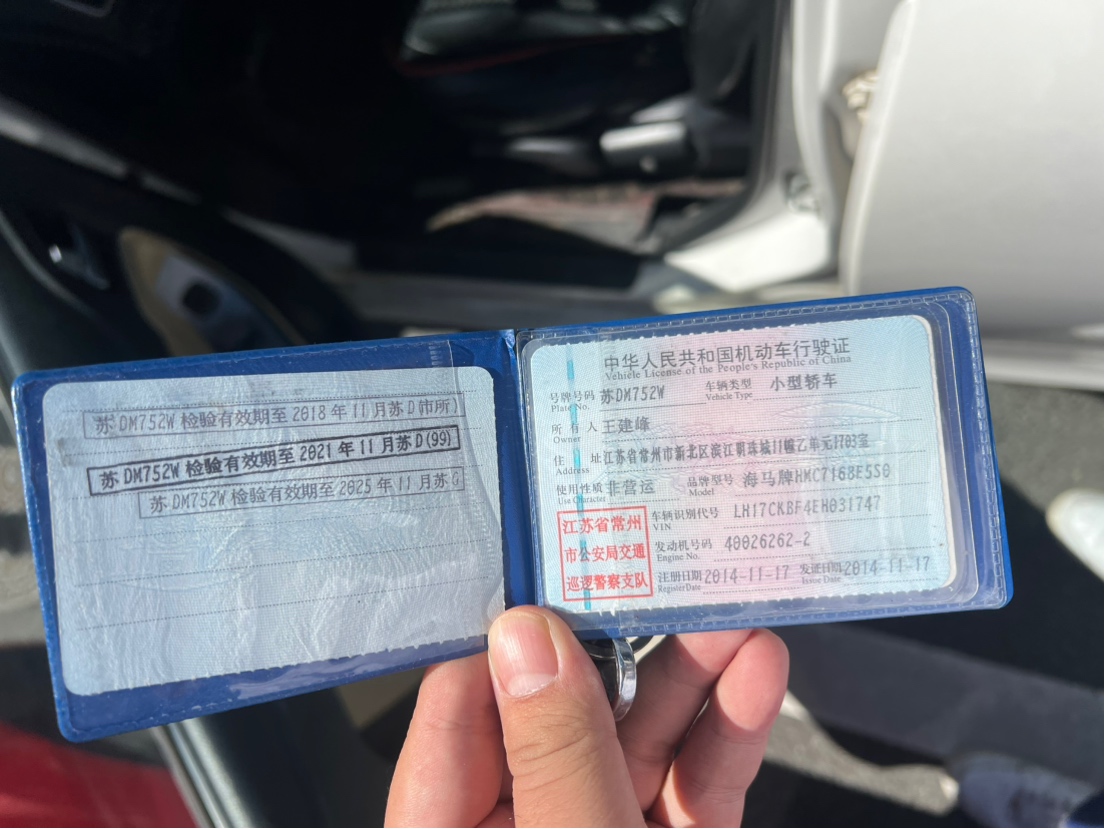 苏DM752W 检验有效期至 2018 年 11 月苏 D(市所)
苏 DM752W 检验有效期至 2021 年 11 月苏 D(99)
苏 DM752W 检验有效期至 2025 年 11 月苏
中华人民共和国机动车行驶证
Vehicle License of the People's Republic of China
号牌号码 苏DM752W 车辆类型 小型轿车
Plate No. Vehicle Type
所有人 王建峰
Owner
住址 江苏省常州市新北区滨江明珠城11幢乙单元1703室
Address
使用性质 非营运 品牌型号 海马牌HMC7168E5S0
Use Character Model
江苏省常州
市公安局交通
巡逻警察支队
车辆识别代号 LH17CKBF4EH031747
VIN
发动机号码 40026262-2
Engine No.
注册日期 2014-11-17 发证日期 2014-11-17
Register Date Issue Date